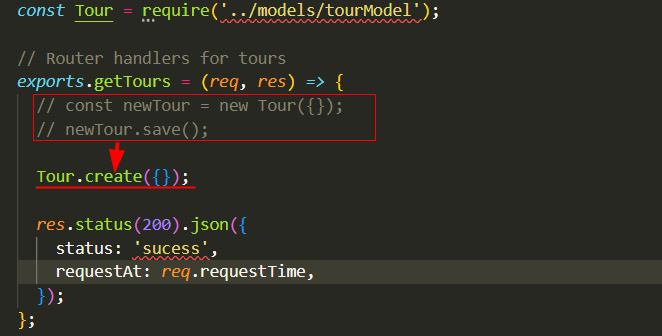 const Tour = require('../models/tourModel');
// Router handlers for tours
exports.getTours = (req, res) => {
// const newTour = new Tour({});
// newTour.save();
Tour.create({});
res.status(200).json({
status: 'sucess',
requestAt: req.requestTime,
});
};